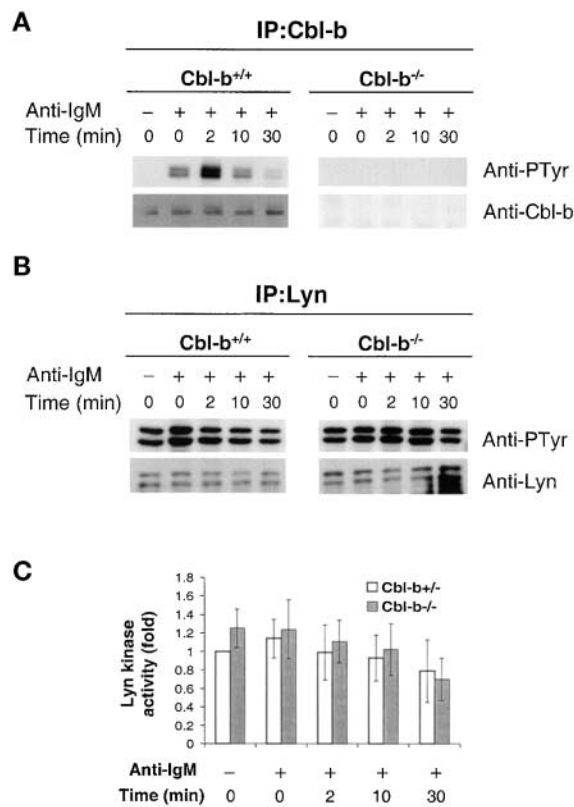 A
IP:Cbl-b
Cbl-b+/+ Cbl-b-/-
Anti-IgM − + + + + − + + + +
Time (min) 0 0 2 10 30 0 0 2 10 30
Anti-PTyr
Anti-Cbl-b
B
IP:Lyn
Cbl-b+/+ Cbl-b-/-
Anti-IgM − + + + + − + + + +
Time (min) 0 0 2 10 30 0 0 2 10 30
Anti-PTyr
Anti-Lyn
C
Lyn kinase
activity (fold)
1.8
1.6
1.4
1.2
1
0.8
0.6
0.4
0.2
0
Cbl-b+/-
Cbl-b-/-
Anti-IgM − + + + +
Time (min) 0 0 2 10 30